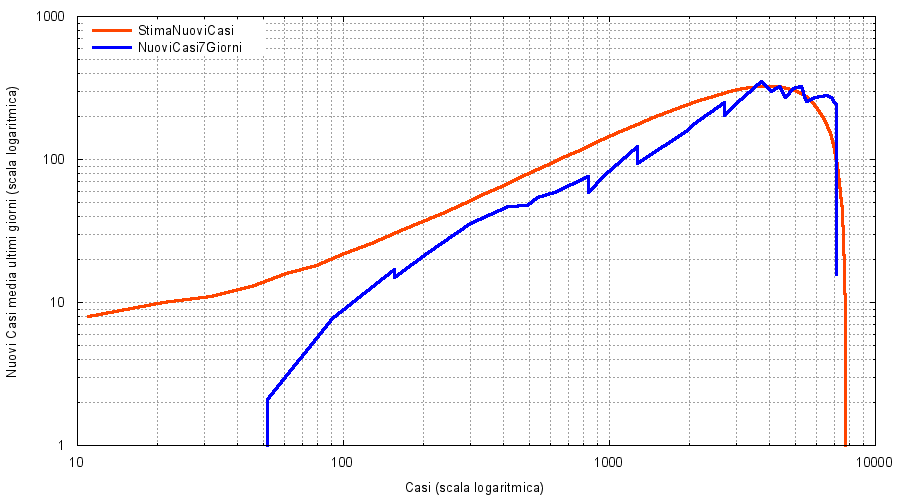 1000
StimaNuoviCasi
NuoviCasi7Giorni
100
Nuovi Casi media ultimi giorni (scala logaritmica)
10
1
10
100
1000
10000
Casi (scala logaritmica)